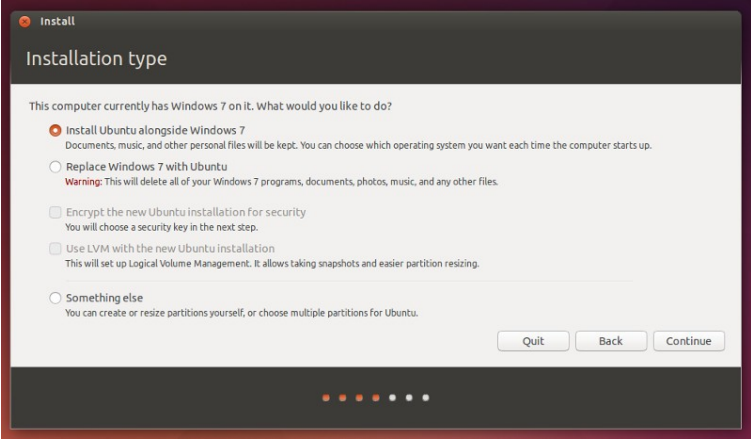 Install
Installation type
This computer currently has Windows 7 on it. What would you like to do?
Install Ubuntu alongside Windows 7
Documents, music, and other personal files will be kept. You can choose which operating system you want each time the computer starts up.
Replace Windows 7 with Ubuntu
Warning: This will delete all of your Windows 7 programs, documents, photos, music, and any other files.
Encrypt the new Ubuntu installation for security
You will choose a security key in the next step.
Use LVM with the new Ubuntu installation
This will set up Logical Volume Management. It allows taking snapshots and easier partition resizing.
Something else
You can create or resize partitions yourself, or choose multiple partitions for Ubuntu.
Quit Back Continue